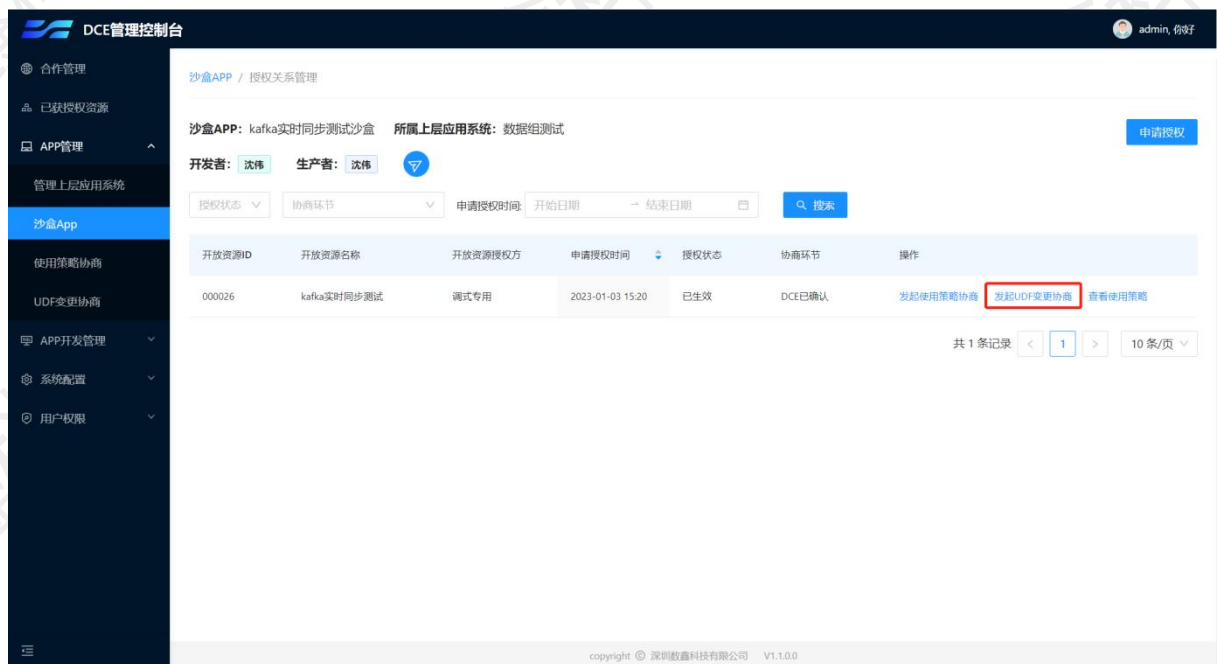 DCE管理控制台
admin, 你好
合作管理
已获授权资源
APP管理
管理上层应用系统
沙盒App
使用策略协商
UDF变更协商
APP开发管理
系统配置
用户权限
沙盒APP / 授权关系管理
沙盒APP： kafka实时同步测试沙盒 所属上层应用系统： 数据组测试
申请授权
开发者： 沈伟 生产者： 沈伟
授权状态 协商环节 申请授权时间: 开始日期 → 结束日期 搜索
开放资源ID 开放资源名称 开放资源授权方 申请授权时间 授权状态 协商环节 操作
000026 kafka实时同步测试 调式专用 2023-01-03 15:20 已生效 DCE已确认 发起使用策略协商 发起UDF变更协商 查看使用策略
共 1 条记录 < 1 > 10 条/页
copyright © 深圳数鑫科技有限公司 V1.1.0.0